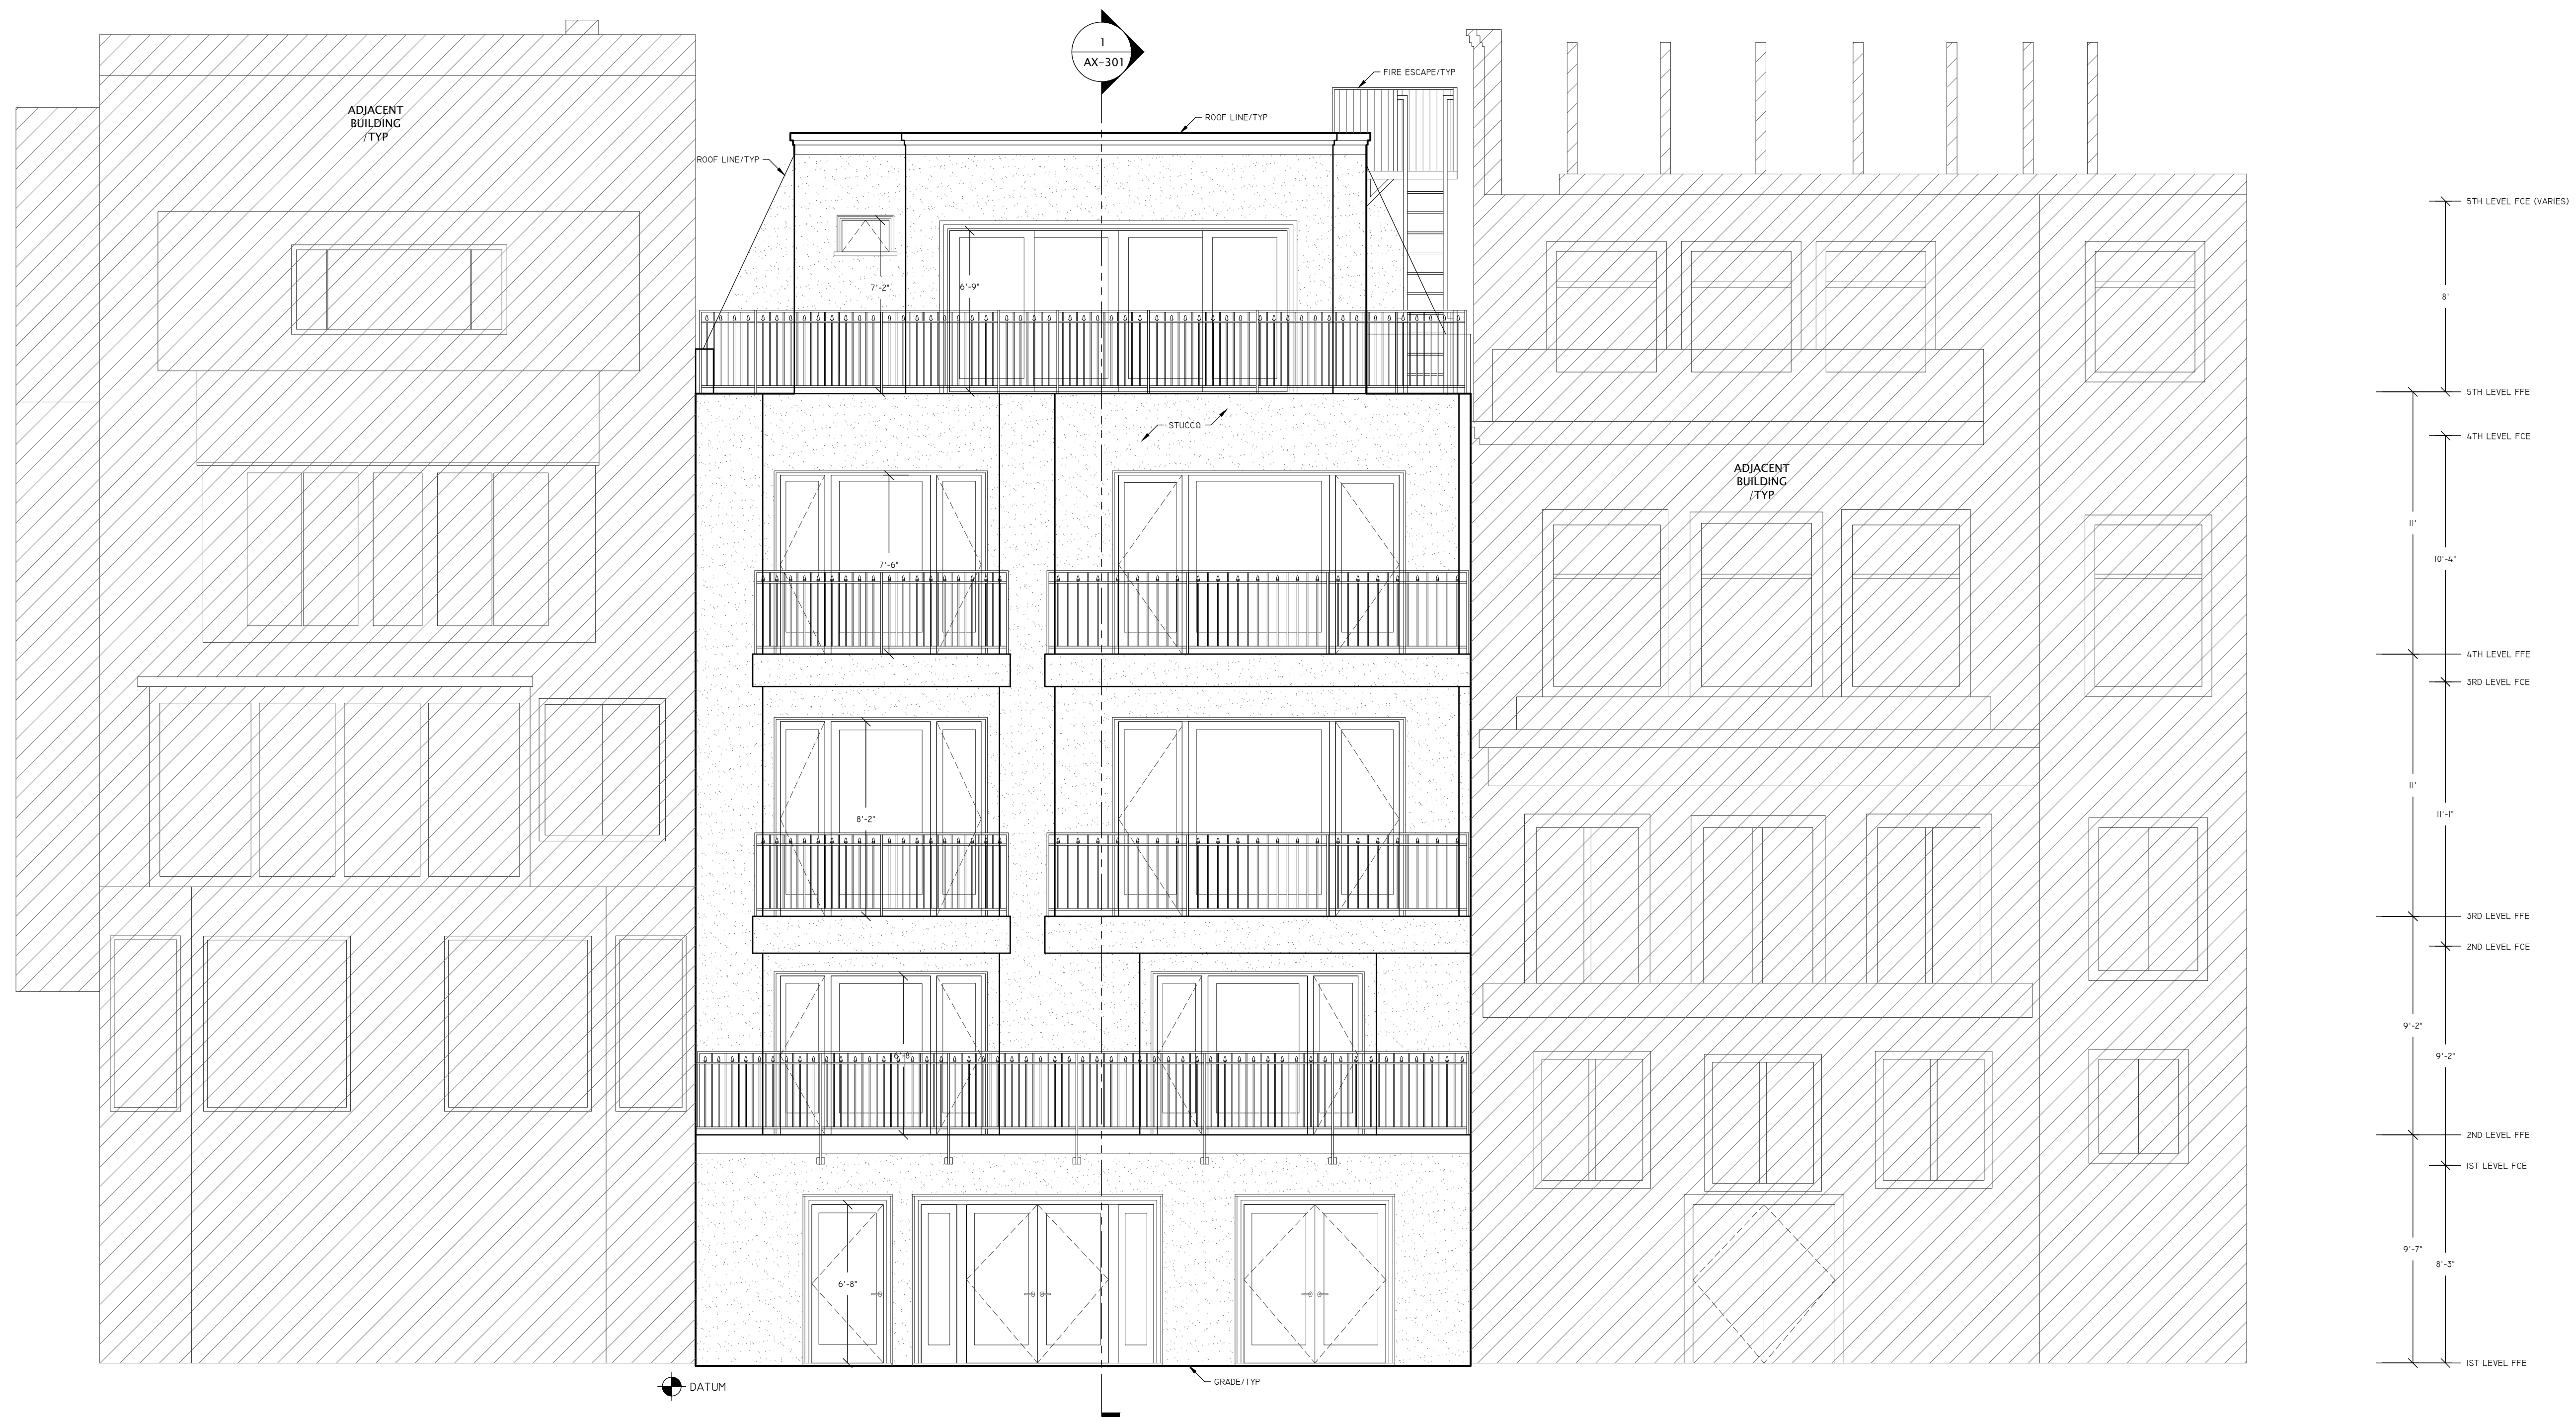 1
AX-301
FIRE ESCAPE/TYP
ADJACENT
BUILDING
/TYP
ROOF LINE/TYP
ROOF LINE/TYP
5TH LEVEL FCE (VARIES)
7'-2"
6'-9"
8'
5TH LEVEL FFE
STUCCO
4TH LEVEL FCE
ADJACENT
BUILDING
/TYP
11'
10'-4"
7'-6"
4TH LEVEL FFE
3RD LEVEL FCE
11'
11'-1"
8'-2"
3RD LEVEL FFE
2ND LEVEL FCE
9'-2"
9'-2"
6'-8"
2ND LEVEL FFE
1ST LEVEL FCE
9'-7"
8'-3"
6'-8"
1ST LEVEL FFE
GRADE/TYP
DATUM